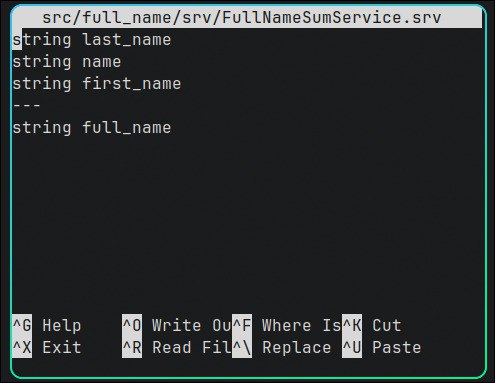 src/full_name/srv/FullNameSumService.srv
string last_name
string name
string first_name
---
string full_name
^G Help ^O Write Ou^F Where Is^K Cut
^X Exit ^R Read Fil^\ Replace ^U Paste